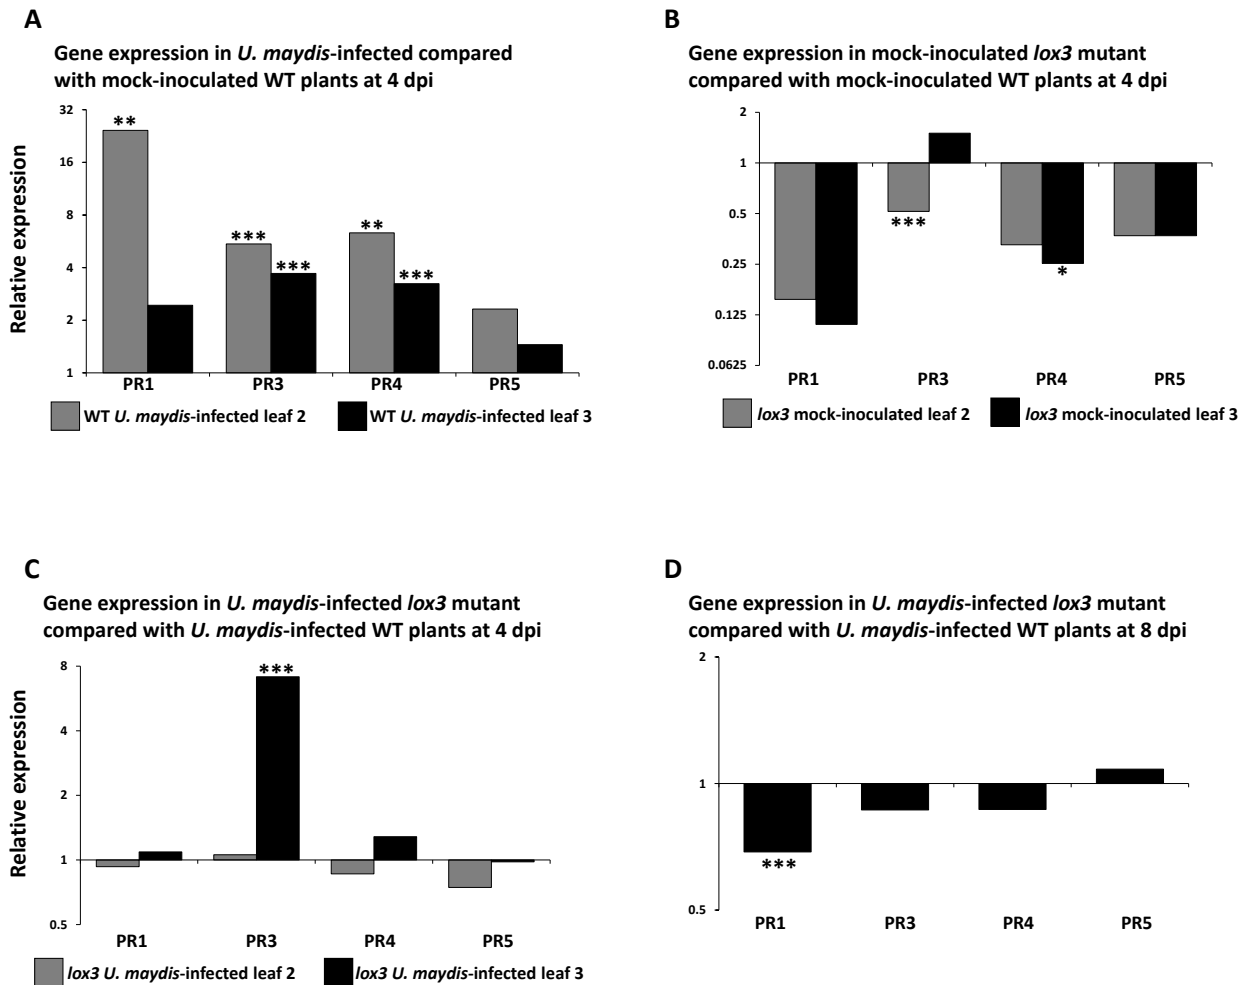 A
Gene expression in U. maydis-infected compared
with mock-inoculated WT plants at 4 dpi
Relative expression
32
16
8
4
2
1
**
***
***
**
***
PR1 PR3 PR4 PR5
WT U. maydis-infected leaf 2 WT U. maydis-infected leaf 3
B
Gene expression in mock-inoculated lox3 mutant
compared with mock-inoculated WT plants at 4 dpi
2
1
0.5
0.25
0.125
0.0625
***
*
PR1 PR3 PR4 PR5
lox3 mock-inoculated leaf 2 lox3 mock-inoculated leaf 3
C
Gene expression in U. maydis-infected lox3 mutant
compared with U. maydis-infected WT plants at 4 dpi
Relative expression
8
4
2
1
0.5
***
PR1 PR3 PR4 PR5
lox3 U. maydis-infected leaf 2 lox3 U. maydis-infected leaf 3
D
Gene expression in U. maydis-infected lox3 mutant
compared with U. maydis-infected WT plants at 8 dpi
2
1
0.5
***
PR1 PR3 PR4 PR5